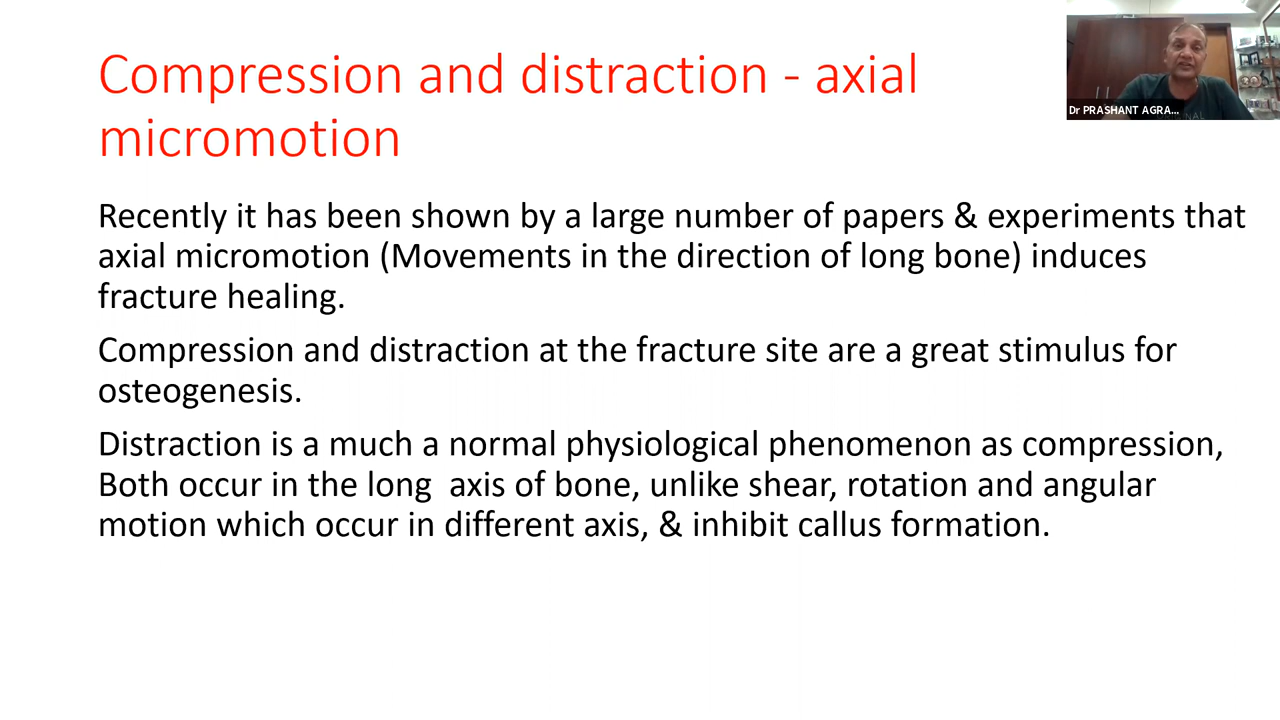 Compression and distraction - axial
micromotion
Dr PRASHANT AGRA...
Recently it has been shown by a large number of papers & experiments that
axial micromotion (Movements in the direction of long bone) induces
fracture healing.
Compression and distraction at the fracture site are a great stimulus for
osteogenesis.
Distraction is a much a normal physiological phenomenon as compression,
Both occur in the long  axis of bone, unlike shear, rotation and angular
motion which occur in different axis, & inhibit callus formation.